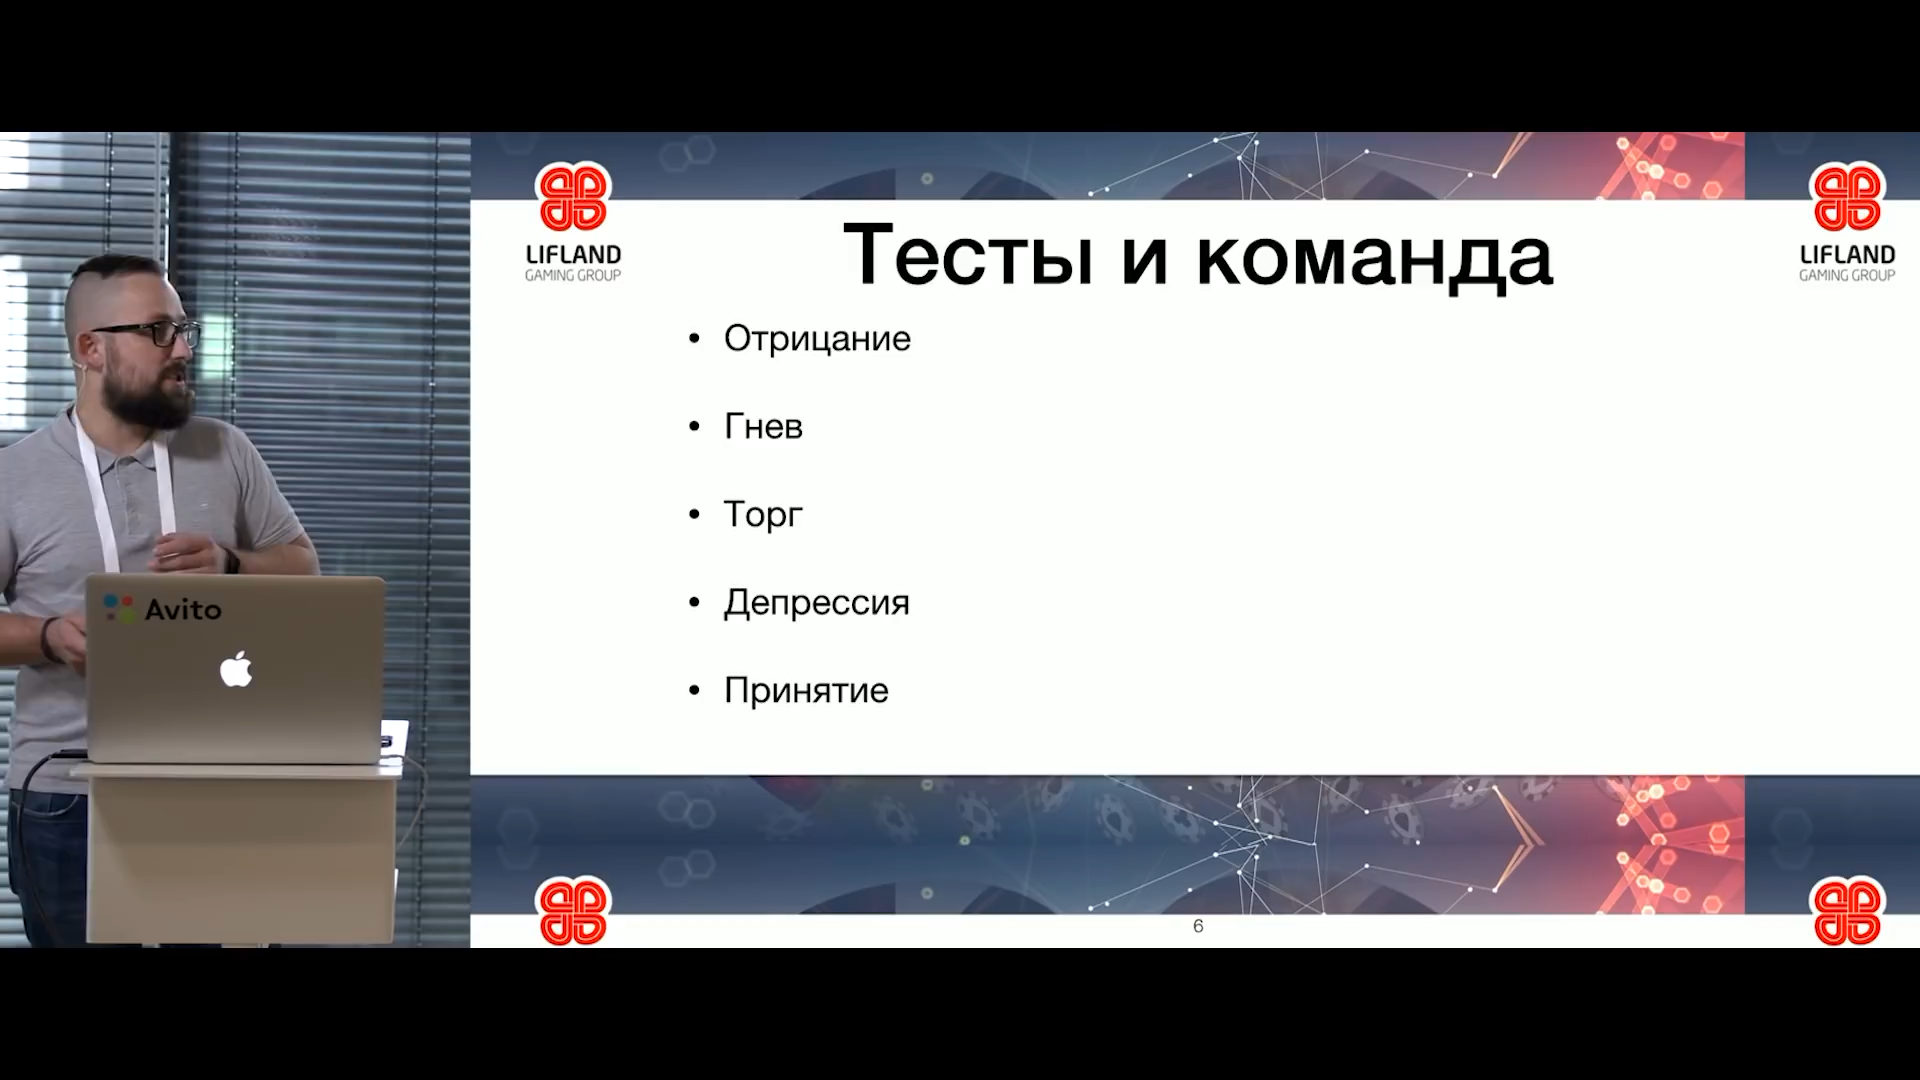 Avito
LIFLAND
GAMING GROUP
LIFLAND
GAMING GROUP
Тесты и команда
• Отрицание
• Гнев
• Торг
• Депрессия
• Принятие
6